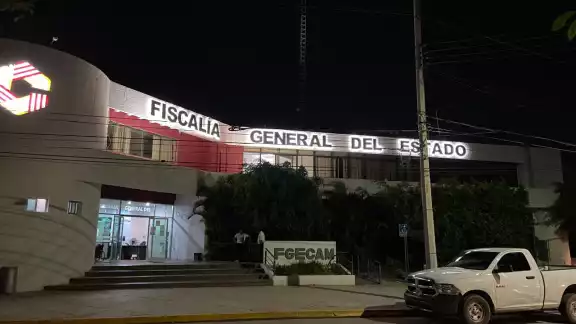 FISCALÍA GENERAL DEL ESTADO
FGECAM